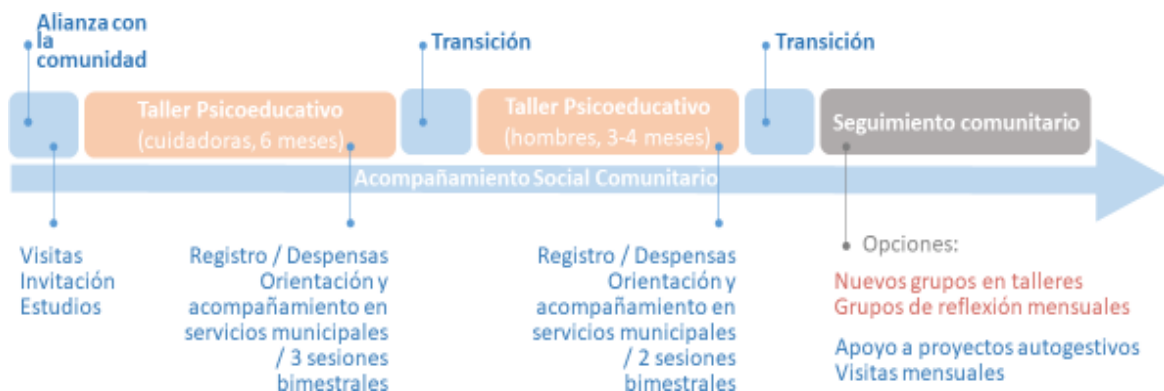 Alianza con
la
comunidad
Transición
Transición
Taller Psicoeducativo
(cuidadoras, 6 meses)
Taller Psicoeducativo
(hombres, 3-4 meses)
Seguimiento comunitario
Acompañamiento Social Comunitario
Visitas
Invitación
Estudios
Registro / Despensas
Orientación y
acompañamiento en
servicios municipales
/ 3 sesiones
bimestrales
Registro / Despensas
Orientación y
acompañamiento en
servicios municipales
/ 2 sesiones
bimestrales
Opciones:
Nuevos grupos en talleres
Grupos de reflexión mensuales
Apoyo a proyectos autogestivos
Visitas mensuales